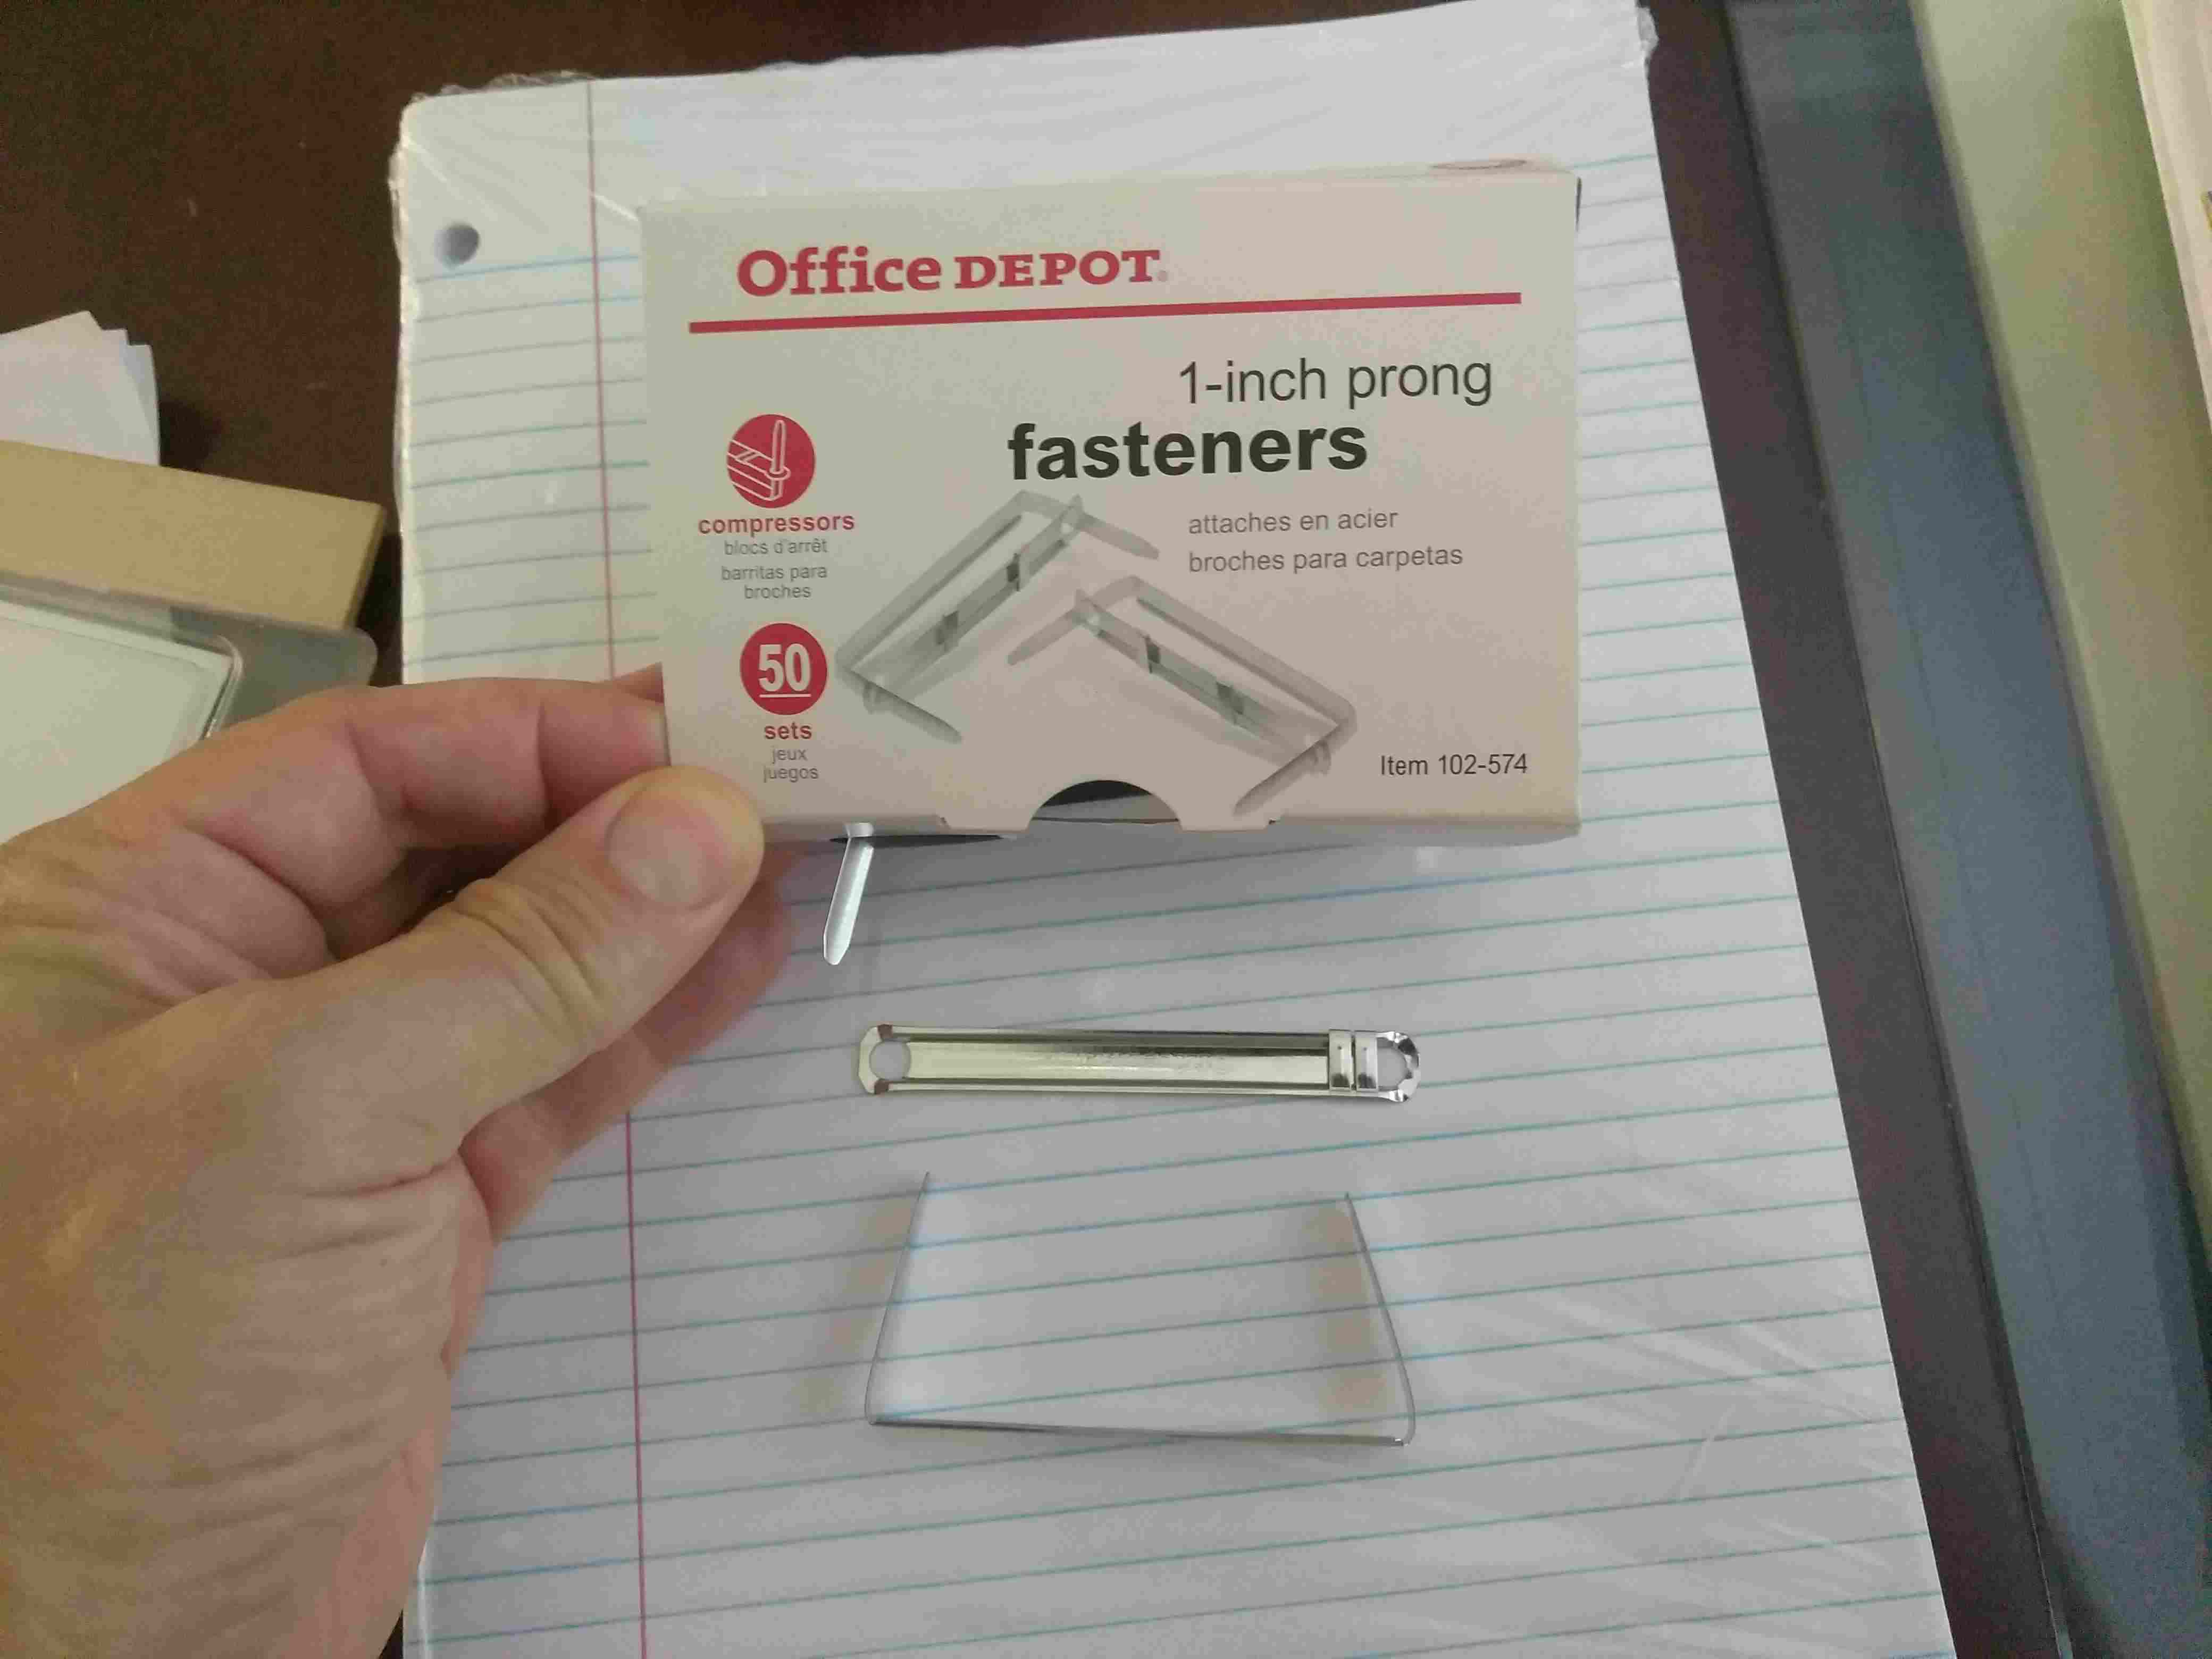 Office DEPOT
1-inch prong
fasteners
attaches en acier
broches para carpetas
compressors
blocs d'arrêt
barritas para
broches
50
sets
jeux
juegos
Item 102-574